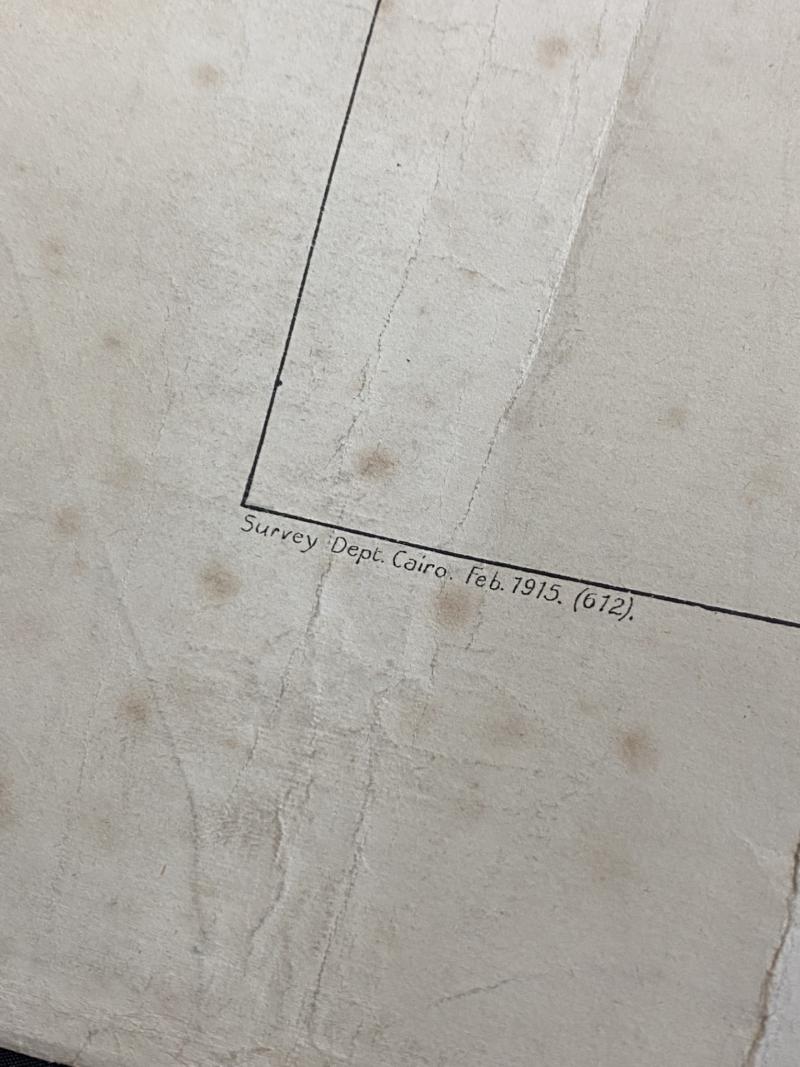 Survey Dept. Cairo. Feb. 1915. (612).